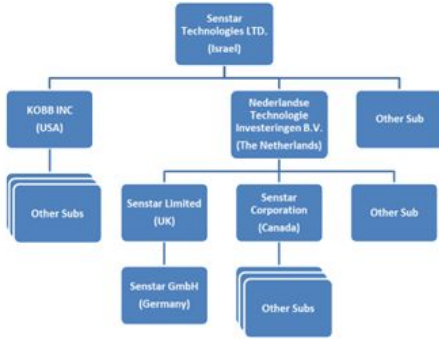 Senstar
Technologies LTD.
(Israel)
KOBB INC
(USA)
Nederlandse
Technologie
Investeringen B.V.
(The Netherlands)
Other Sub
Other Subs
Senstar Limited
(UK)
Senstar
Corporation
(Canada)
Other Sub
Senstar GmbH
(Germany)
Other Subs